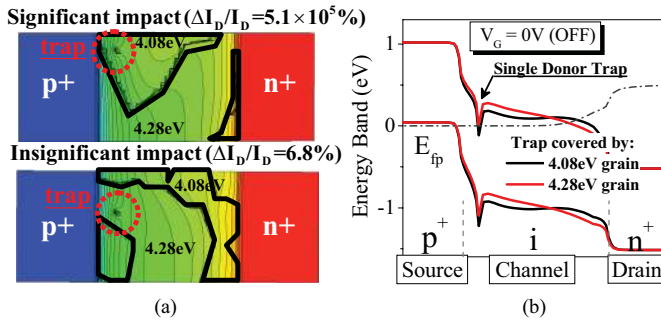 Significant impact (ΔI_D/I_D=5.1×10⁵%)
trap
4.08eV
p+
n+
4.28eV
Insignificant impact (ΔI_D/I_D=6.8%)
4.08eV
trap
p+
n+
4.28eV
(a)
V_G = 0V (OFF)
Single Donor Trap
Energy Band (eV)
1
0
-1
E_fp
Trap covered by:
4.08eV grain
4.28eV grain
p⁺
i
n⁺
Source
Channel
Drain
(b)